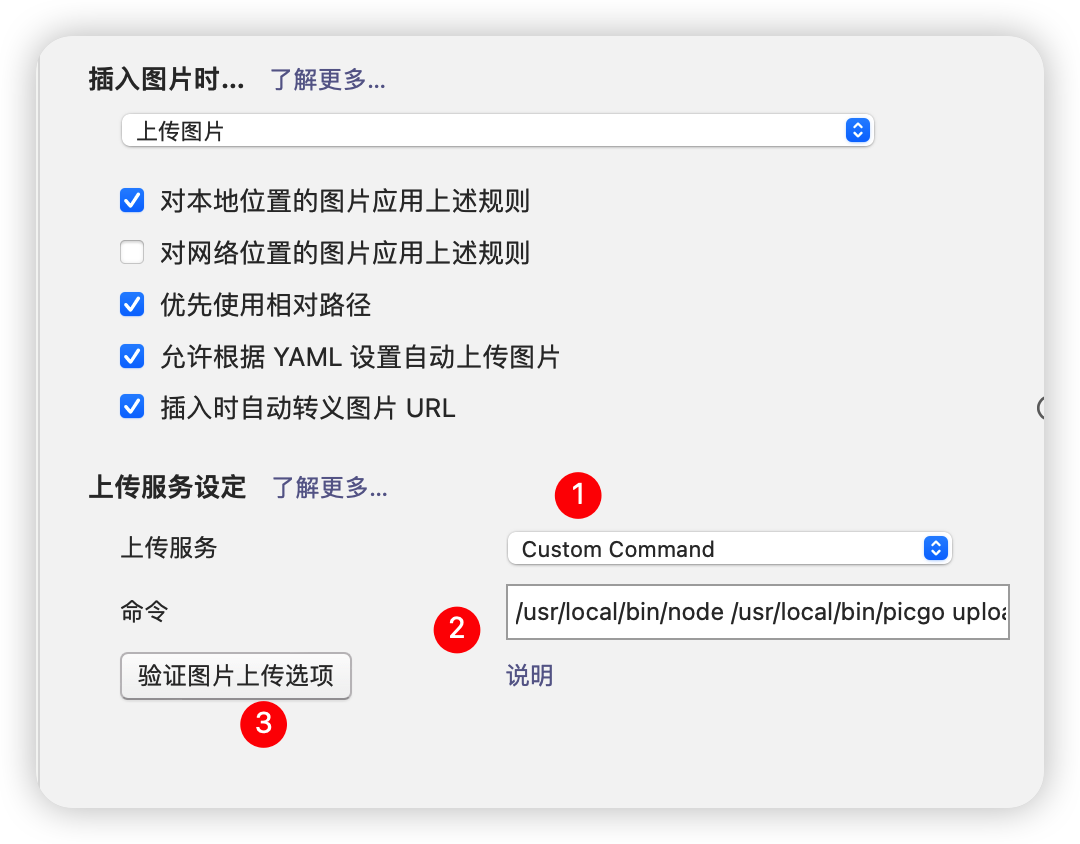 插入图片时... 了解更多...
上传图片
对本地位置的图片应用上述规则
对网络位置的图片应用上述规则
优先使用相对路径
允许根据 YAML 设置自动上传图片
插入时自动转义图片 URL
上传服务设定 了解更多...
1
上传服务 Custom Command
命令 /usr/local/bin/node /usr/local/bin/picgo uploa
2
验证图片上传选项 说明
3